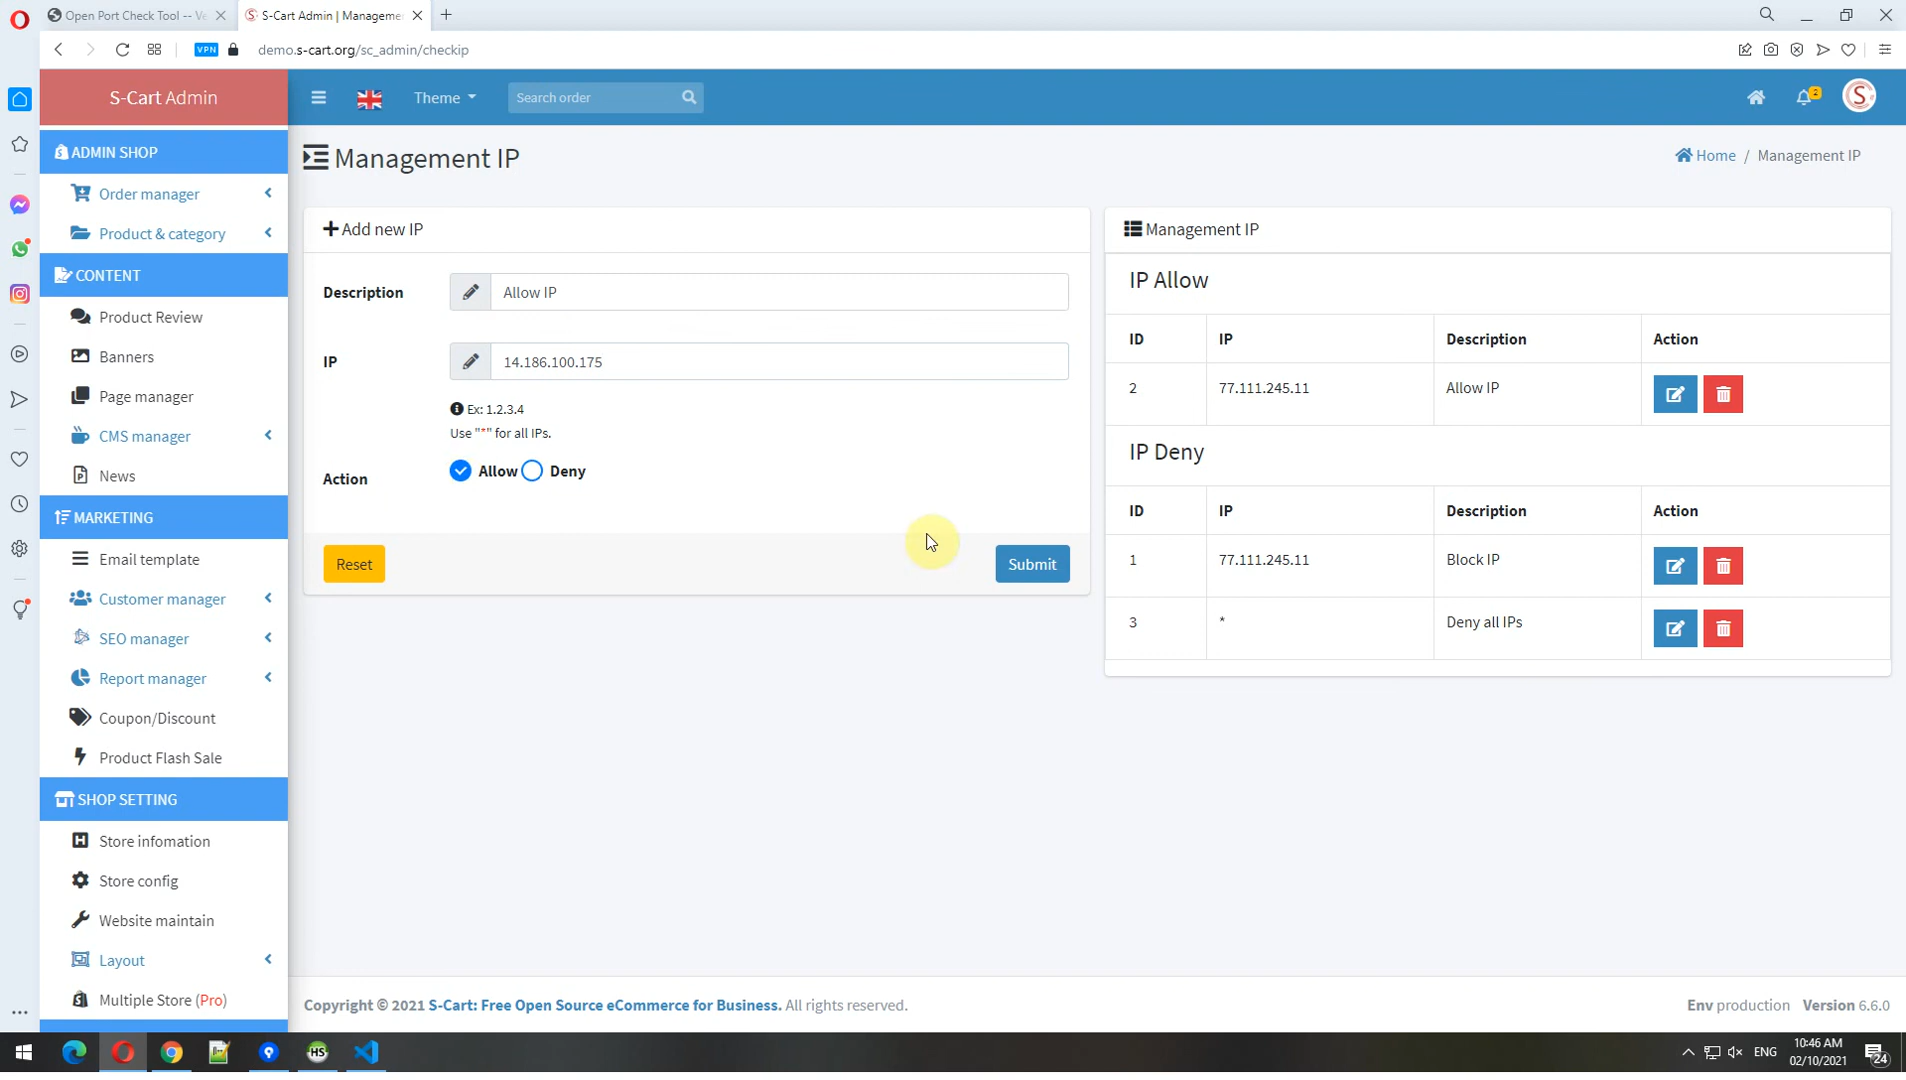 Open Port Check Tool -- Ve
S-Cart Admin | Manageme
VPN
demo.s-cart.org/sc_admin/checkip
S-Cart Admin
Theme
Search order
2
ADMIN SHOP
Order manager
Product & category
CONTENT
Product Review
Banners
Page manager
CMS manager
News
MARKETING
Email template
Customer manager
SEO manager
Report manager
Coupon/Discount
Product Flash Sale
SHOP SETTING
Store infomation
Store config
Website maintain
Layout
Multiple Store (Pro)
Management IP
Home / Management IP
Add new IP
Description
Allow IP
IP
14.186.100.175
Ex: 1.2.3.4
Use "*" for all IPs.
Action
Allow Deny
Reset
Submit
Management IP
IP Allow
ID IP Description Action
2 77.111.245.11 Allow IP
IP Deny
ID IP Description Action
1 77.111.245.11 Block IP
3 * Deny all IPs
Copyright © 2021 S-Cart: Free Open Source eCommerce for Business. All rights reserved.
Env production Version 6.6.0
HS
ENG
10:46 AM
02/10/2021
24